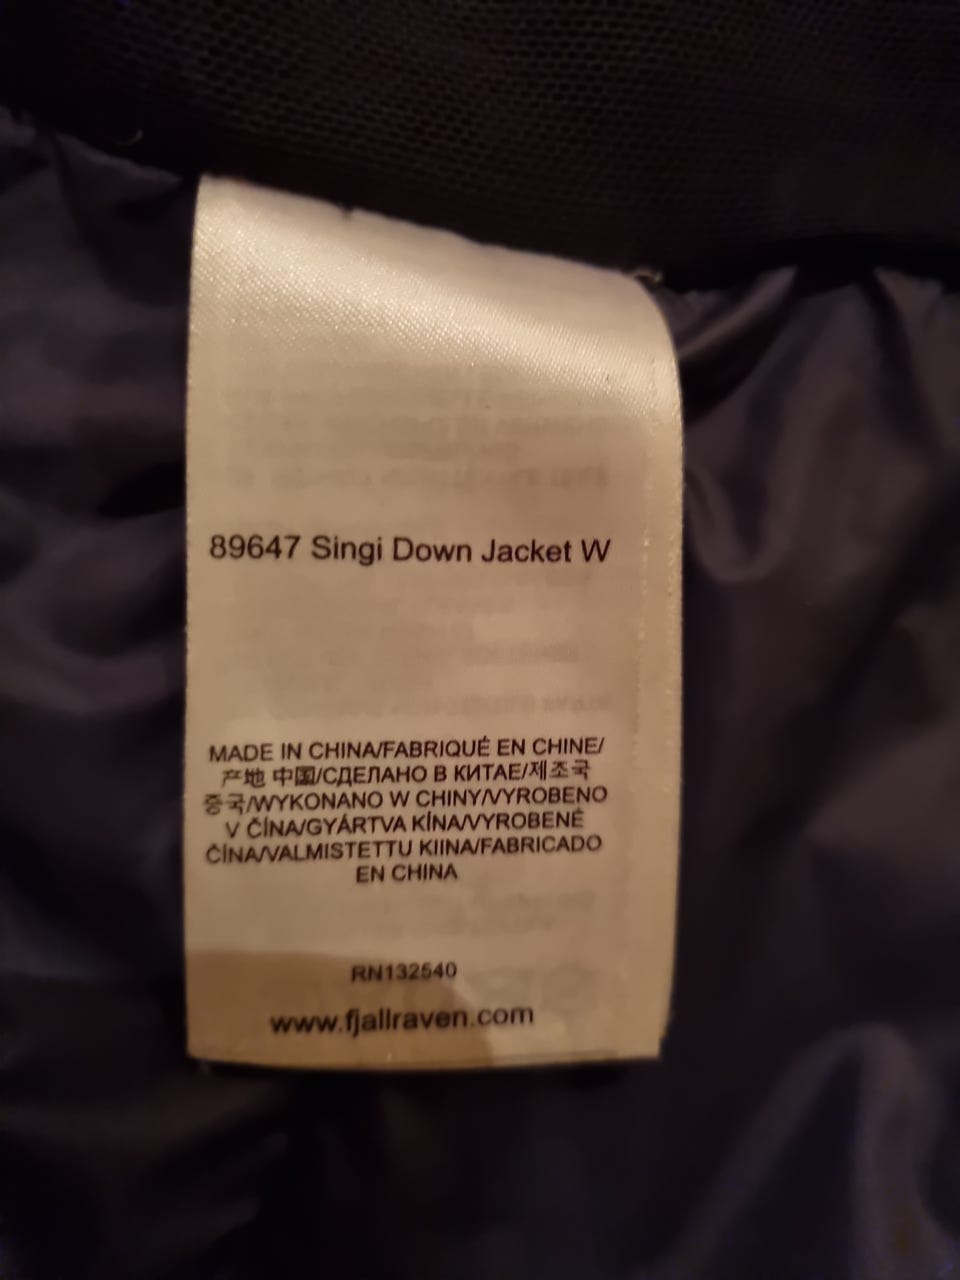 89647 Singi Down Jacket W
MADE IN CHINA/FABRIQUÉ EN CHINE/
产地 中国/СДЕЛАНО В КИТАЕ/제조국
중국/WYKONANO W CHINY/VYROBENO
V ČÍNA/GYÁRTVA KÍNA/VYROBENÉ
ČÍNA/VALMISTETTU KIINA/FABRICADO
EN CHINA
RN132540
www.fjallraven.com